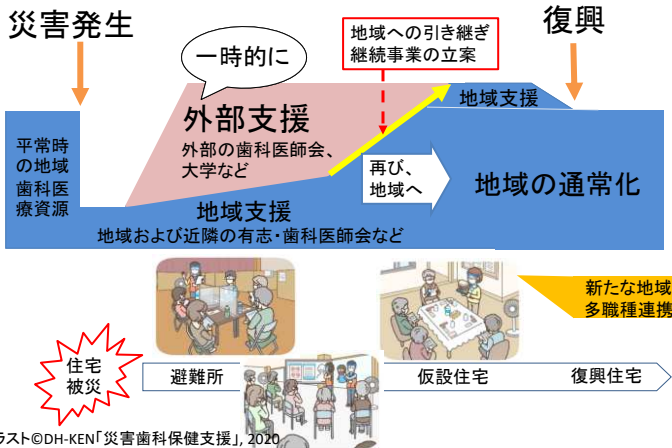 災害発生
復興
一時的に
地域への引き継ぎ
継続事業の立案
地域支援
外部支援
外部の歯科医師会、
大学など
平常時
の地域
歯科医
療資源
再び、
地域へ
地域の通常化
地域支援
地域および近隣の有志・歯科医師会など
新たな地域
多職種連携
住宅
被災
避難所
仮設住宅
復興住宅
ラスト©DH-KEN「災害歯科保健支援」, 2020